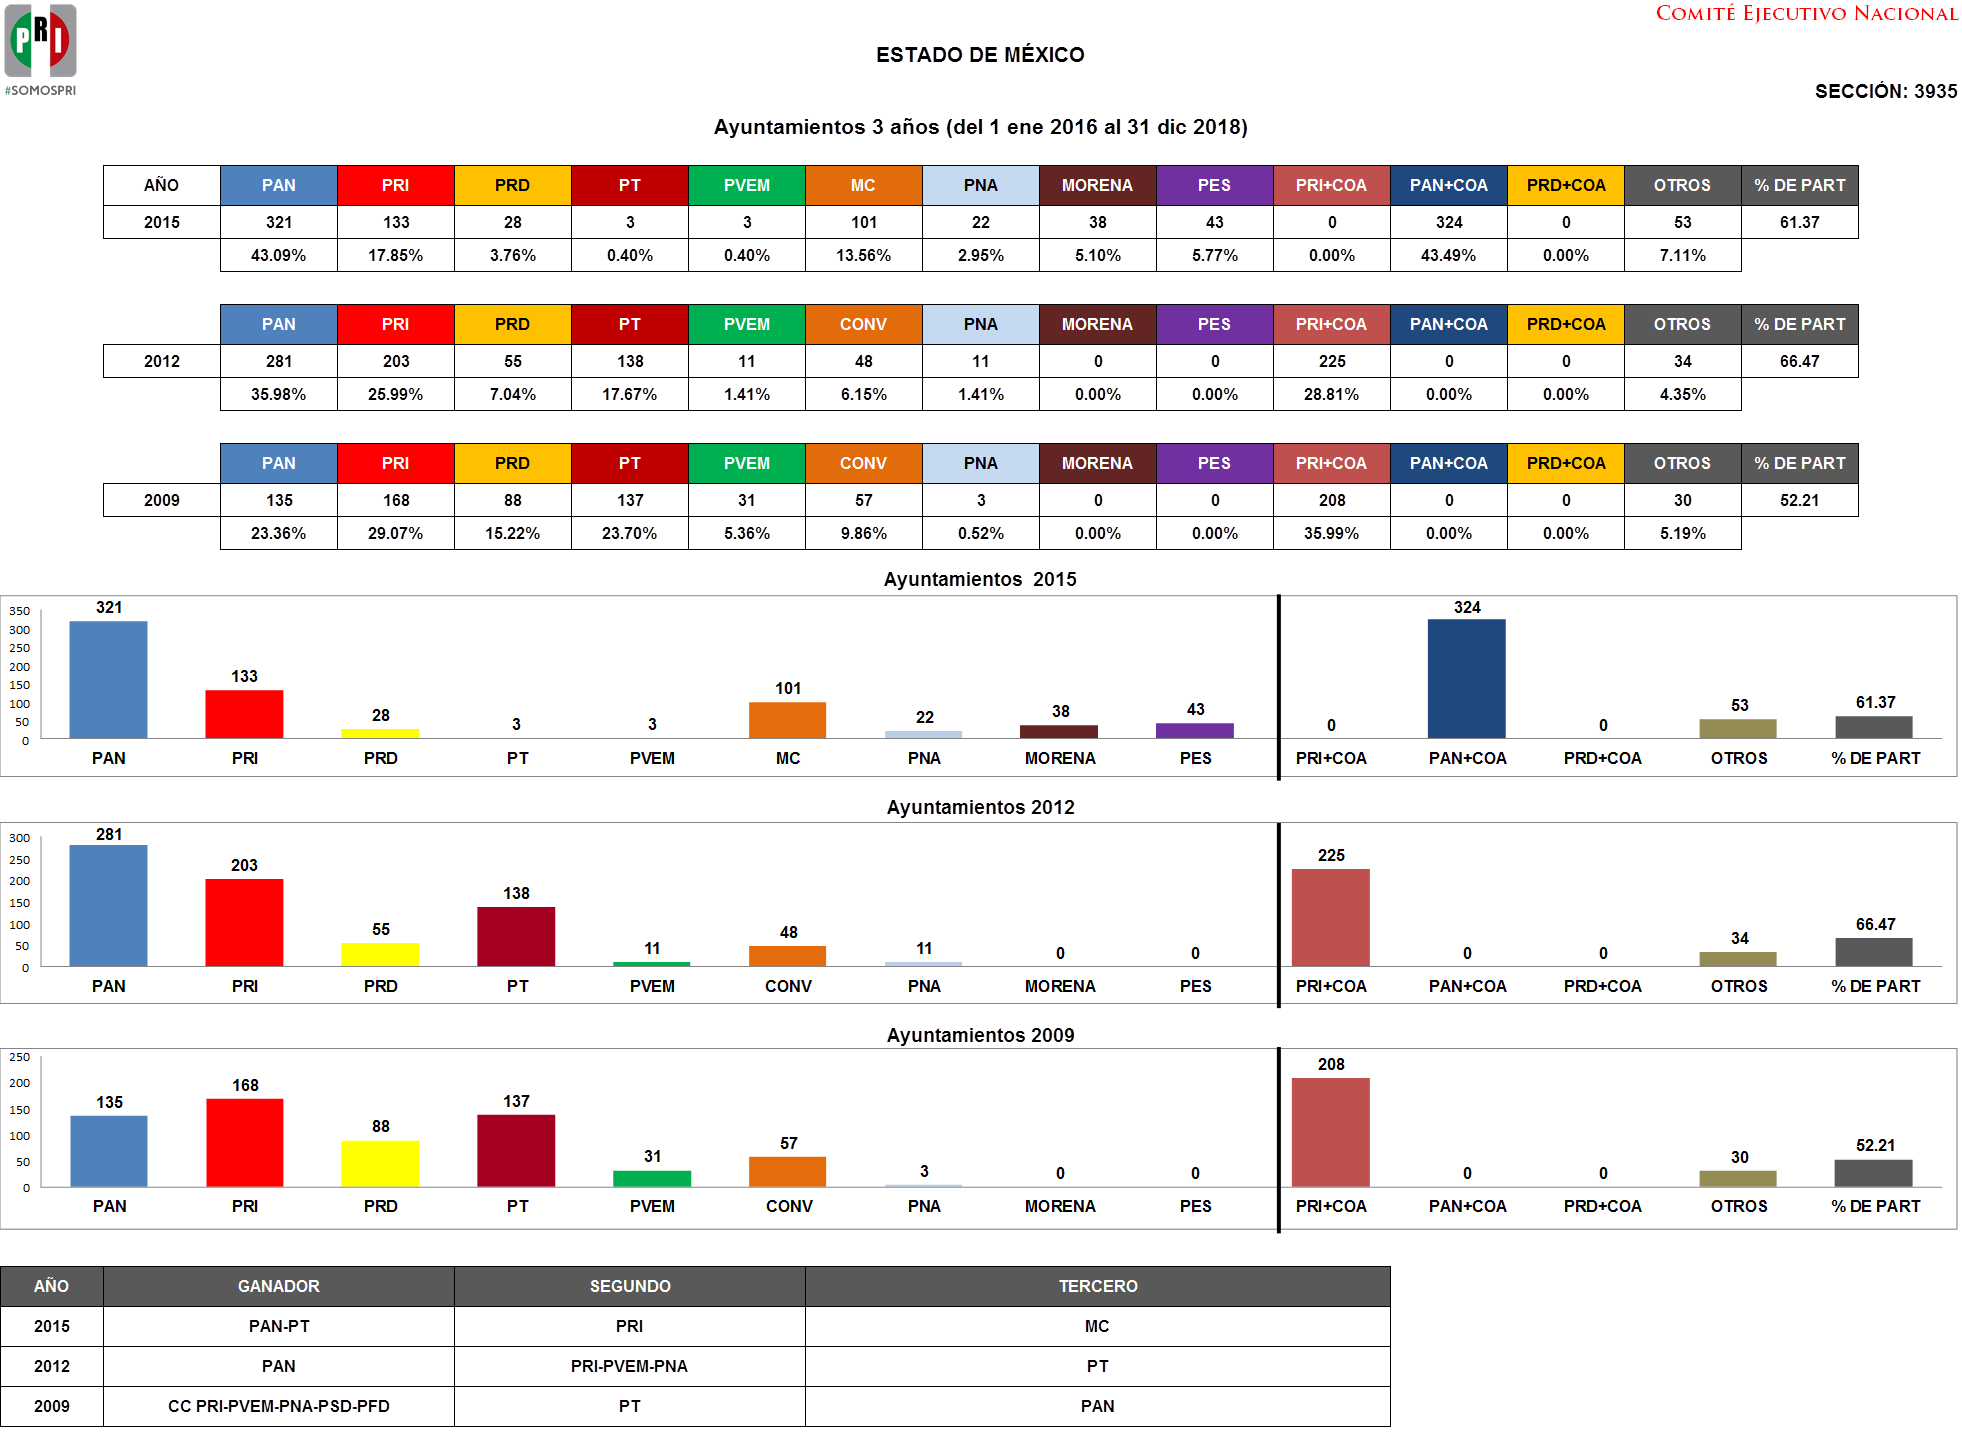 PRI
#SOMOSPRI
COMITÉ EJECUTIVO NACIONAL
ESTADO DE MÉXICO
SECCIÓN: 3935
Ayuntamientos 3 años (del 1 ene 2016 al 31 dic 2018)
AÑO PAN PRI PRD PT PVEM MC PNA MORENA PES PRI+COA PAN+COA PRD+COA OTROS % DE PART
2015 321 133 28 3 3 101 22 38 43 0 324 0 53 61.37
43.09% 17.85% 3.76% 0.40% 0.40% 13.56% 2.95% 5.10% 5.77% 0.00% 43.49% 0.00% 7.11%
PAN PRI PRD PT PVEM CONV PNA MORENA PES PRI+COA PAN+COA PRD+COA OTROS % DE PART
2012 281 203 55 138 11 48 11 0 0 225 0 0 34 66.47
35.98% 25.99% 7.04% 17.67% 1.41% 6.15% 1.41% 0.00% 0.00% 28.81% 0.00% 0.00% 4.35%
PAN PRI PRD PT PVEM CONV PNA MORENA PES PRI+COA PAN+COA PRD+COA OTROS % DE PART
2009 135 168 88 137 31 57 3 0 0 208 0 0 30 52.21
23.36% 29.07% 15.22% 23.70% 5.36% 9.86% 0.52% 0.00% 0.00% 35.99% 0.00% 0.00% 5.19%
Ayuntamientos 2015
350
300
250
200
150
100
50
0
321 133 28 3 3 101 22 38 43 0 324 0 53 61.37
PAN PRI PRD PT PVEM MC PNA MORENA PES PRI+COA PAN+COA PRD+COA OTROS % DE PART
Ayuntamientos 2012
300
250
200
150
100
50
0
281 203 55 138 11 48 11 0 0 225 0 0 34 66.47
PAN PRI PRD PT PVEM CONV PNA MORENA PES PRI+COA PAN+COA PRD+COA OTROS % DE PART
Ayuntamientos 2009
250
200
150
100
50
0
135 168 88 137 31 57 3 0 0 208 0 0 30 52.21
PAN PRI PRD PT PVEM CONV PNA MORENA PES PRI+COA PAN+COA PRD+COA OTROS % DE PART
AÑO GANADOR SEGUNDO TERCERO
2015 PAN-PT PRI MC
2012 PAN PRI-PVEM-PNA PT
2009 CC PRI-PVEM-PNA-PSD-PFD PT PAN